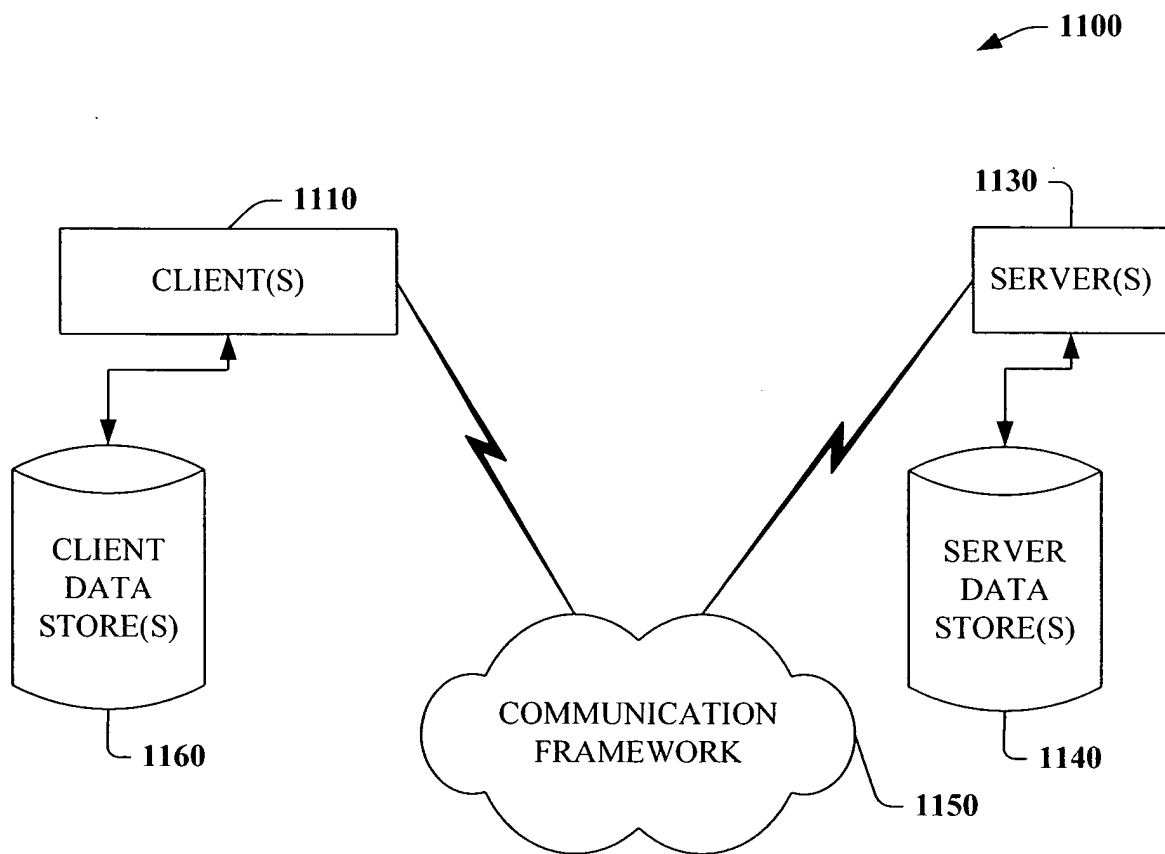 1100
1110
1130
CLIENT(S)
SERVER(S)
CLIENT
DATA
STORE(S)
SERVER
DATA
STORE(S)
COMMUNICATION
FRAMEWORK
1160
1140
1150